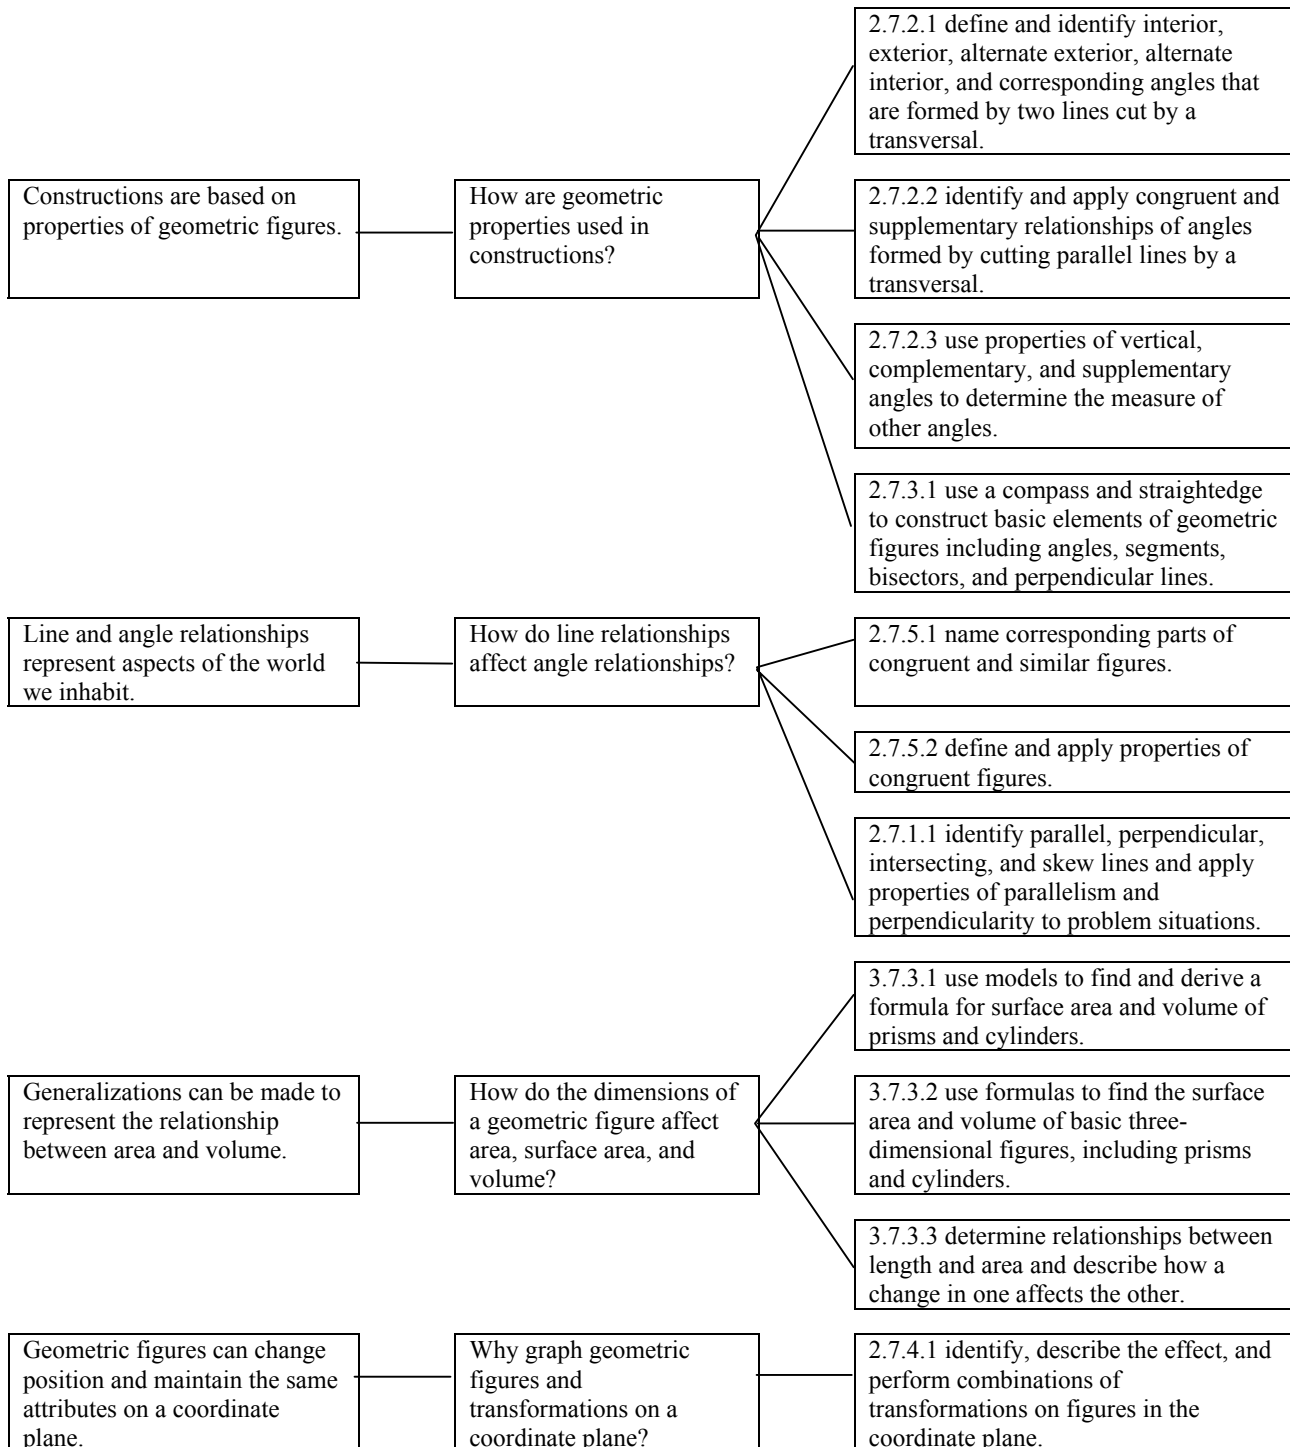 2.7.2.1 define and identify interior,
exterior, alternate exterior, alternate
interior, and corresponding angles that
are formed by two lines cut by a
transversal.
Constructions are based on
properties of geometric figures.
How are geometric
properties used in
constructions?
2.7.2.2 identify and apply congruent and
supplementary relationships of angles
formed by cutting parallel lines by a
transversal.
2.7.2.3 use properties of vertical,
complementary, and supplementary
angles to determine the measure of
other angles.
2.7.3.1 use a compass and straightedge
to construct basic elements of geometric
figures including angles, segments,
bisectors, and perpendicular lines.
Line and angle relationships
represent aspects of the world
we inhabit.
How do line relationships
affect angle relationships?
2.7.5.1 name corresponding parts of
congruent and similar figures.
2.7.5.2 define and apply properties of
congruent figures.
2.7.1.1 identify parallel, perpendicular,
intersecting, and skew lines and apply
properties of parallelism and
perpendicularity to problem situations.
3.7.3.1 use models to find and derive a
formula for surface area and volume of
prisms and cylinders.
Generalizations can be made to
represent the relationship
between area and volume.
How do the dimensions of
a geometric figure affect
area, surface area, and
volume?
3.7.3.2 use formulas to find the surface
area and volume of basic three-
dimensional figures, including prisms
and cylinders.
3.7.3.3 determine relationships between
length and area and describe how a
change in one affects the other.
Geometric figures can change
position and maintain the same
attributes on a coordinate
plane.
Why graph geometric
figures and
transformations on a
coordinate plane?
2.7.4.1 identify, describe the effect, and
perform combinations of
transformations on figures in the
coordinate plane.